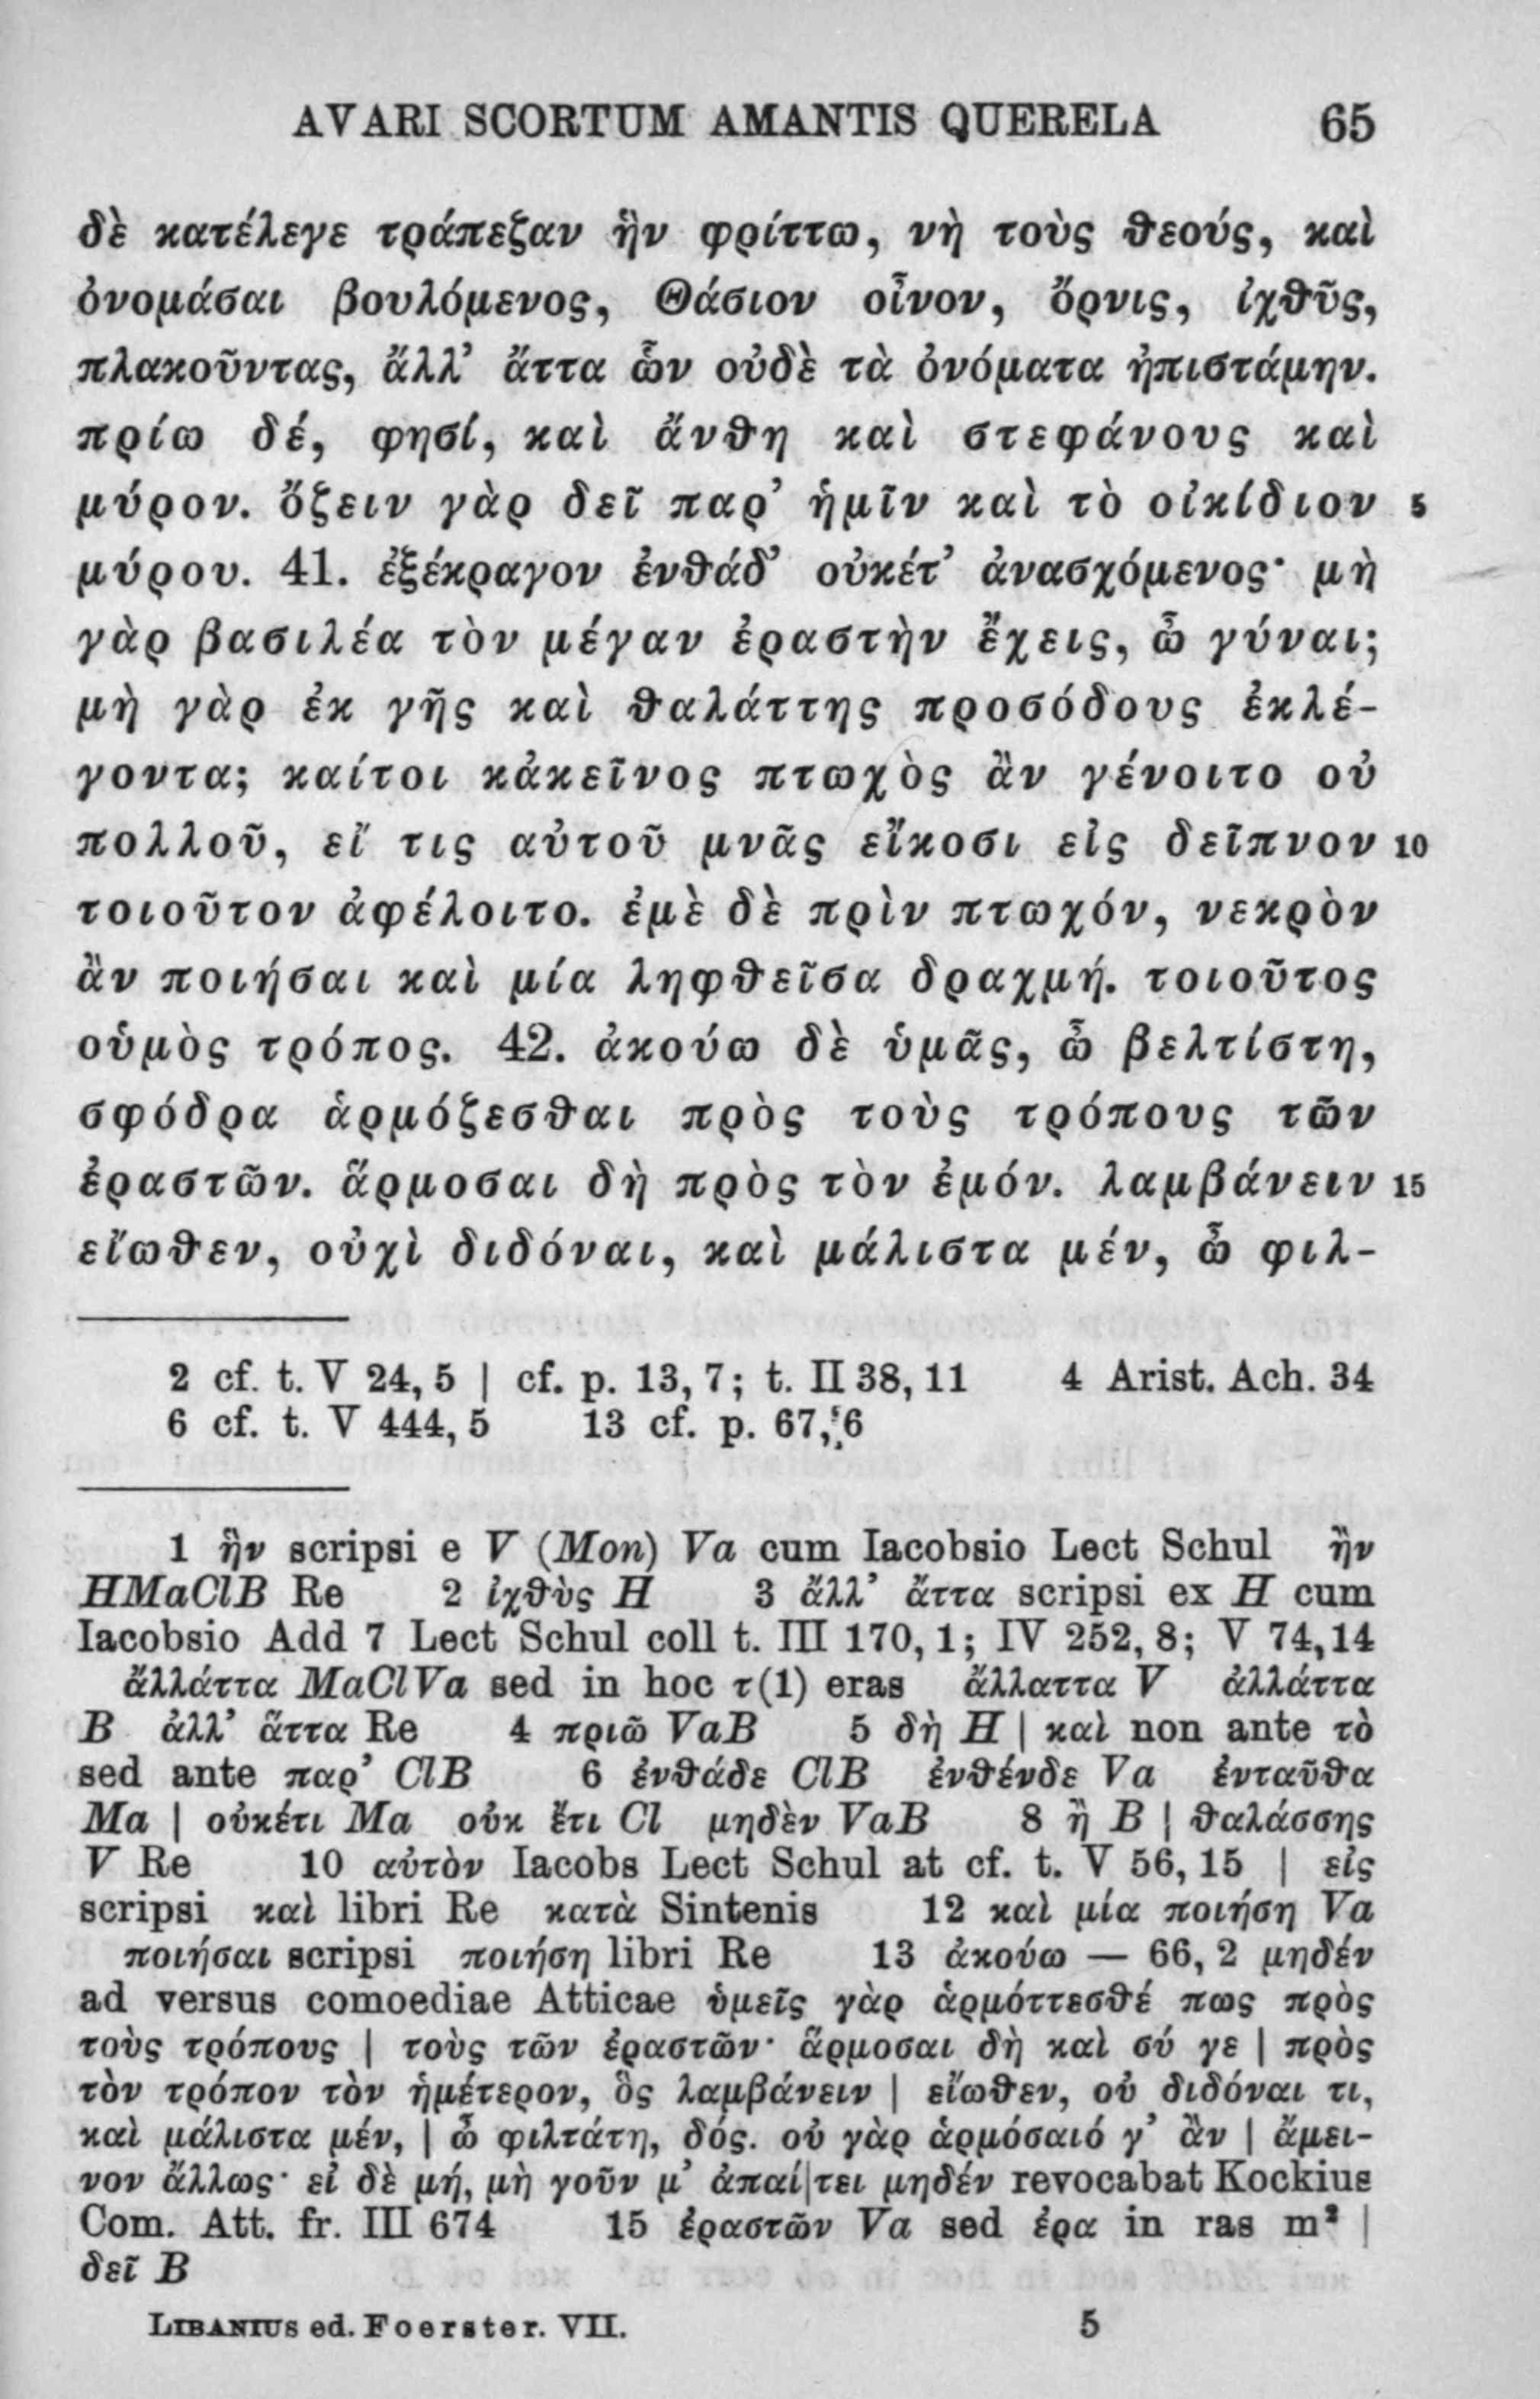 AVARI SCORTUM AMANTIS QUERELA 65
δὲ κατέλεγε τράπεζαν ἣν φρίττω, νὴ τοὺς θεούς, καὶ
ὀνομάσαι βουλόμενος, Θάσιον οἶνον, ὄρνις, ἰχθῦς,
πλακοῦντας, ἄλλ’ ἄττα ὧν οὐδὲ τὰ ὀνόματα ἠπιστάμην.
πρίω δέ, φησί, καὶ ἄνθη καὶ στεφάνους καὶ
μύρον. ὄζειν γὰρ δεῖ παρ’ ἡμῖν καὶ τὸ οἰκίδιον 5
μύρου. 41. ἐξέκραγον ἐνθάδ’ οὐκέτ’ ἀνασχόμενος· μὴ
γὰρ βασιλέα τὸν μέγαν ἐραστὴν ἔχεις, ὦ γύναι;
μὴ γὰρ ἐκ γῆς καὶ θαλάττης προσόδους ἐκλέ-
γοντα; καίτοι κἀκεῖνος πτωχὸς ἂν γένοιτο οὐ
πολλοῦ, εἴ τις αὐτοῦ μνᾶς εἴκοσι εἰς δεῖπνον 10
τοιοῦτον ἀφέλοιτο. ἐμὲ δὲ πρὶν πτωχόν, νεκρὸν
ἂν ποιήσαι καὶ μία ληφθεῖσα δραχμή. τοιοῦτος
οὑμὸς τρόπος. 42. ἀκούω δὲ ὑμᾶς, ὦ βελτίστη,
σφόδρα ἁρμόζεσθαι πρὸς τοὺς τρόπους τῶν
ἐραστῶν. ἅρμοσαι δὴ πρὸς τὸν ἐμόν. λαμβάνειν 15
εἴωθεν, οὐχὶ διδόναι, καὶ μάλιστα μέν, ὦ φιλ-
2 cf. t. V 24, 5 | cf. p. 13, 7; t. II 38, 11 4 Arist. Ach. 34
6 cf. t. V 444, 5 13 cf. p. 67, 6
1 ἣν scripsi e V (Mon) Va cum Iacobsio Lect Schul ἢν
HMaClB Re 2 ἰχθὺς H 3 ἄλλ’ ἄττα scripsi ex H cum
Iacobsio Add 7 Lect Schul coll t. III 170, 1; IV 252, 8; V 74, 14
ἄλλάττα MaClVa sed in hoc τ(1) eras ἄλλαττα V ἀλλάττα
B ἀλλ’ ἅττα Re 4 πριῶ VaB 5 δὴ H | καὶ non ante τὸ
sed ante παρ’ ClB 6 ἐνθάδε ClB ἐνθένδε Va ἐνταῦθα
Ma | οὐκέτι Ma οὐκ ἔτι Cl μηδὲν VaB 8 ἢ B | θαλάσσης
V Re 10 αὐτὸν Iacobs Lect Schul at cf. t. V 56, 15 | εἰς
scripsi καὶ libri Re κατὰ Sintenis 12 καὶ μία ποιήσῃ Va
ποιήσαι scripsi ποιήσῃ libri Re 13 ἀκούω — 66, 2 μηδέν
ad versus comoediae Atticae ὑμεῖς γὰρ ἁρμόττεσθέ πως πρὸς
τοὺς τρόπους | τοὺς τῶν ἐραστῶν· ἅρμοσαι δὴ καὶ σύ γε | πρὸς
τὸν τρόπον τὸν ἡμέτερον, ὃς λαμβάνειν | εἴωθεν, οὐ διδόναι τι,
καὶ μάλιστα μέν, | ὦ φιλτάτη, δός. οὐ γὰρ ἁρμόσαιό γ’ ἂν | ἄμει-
νον ἄλλως· εἰ δὲ μή, μὴ γοῦν μ’ ἀπαί|τει μηδέν revocabat Kockius
Com. Att. fr. III 674 15 ἐραστῶν Va sed ἐρα in ras m² |
δεῖ B
LIBANIUS ed. Foerster. VII. 5